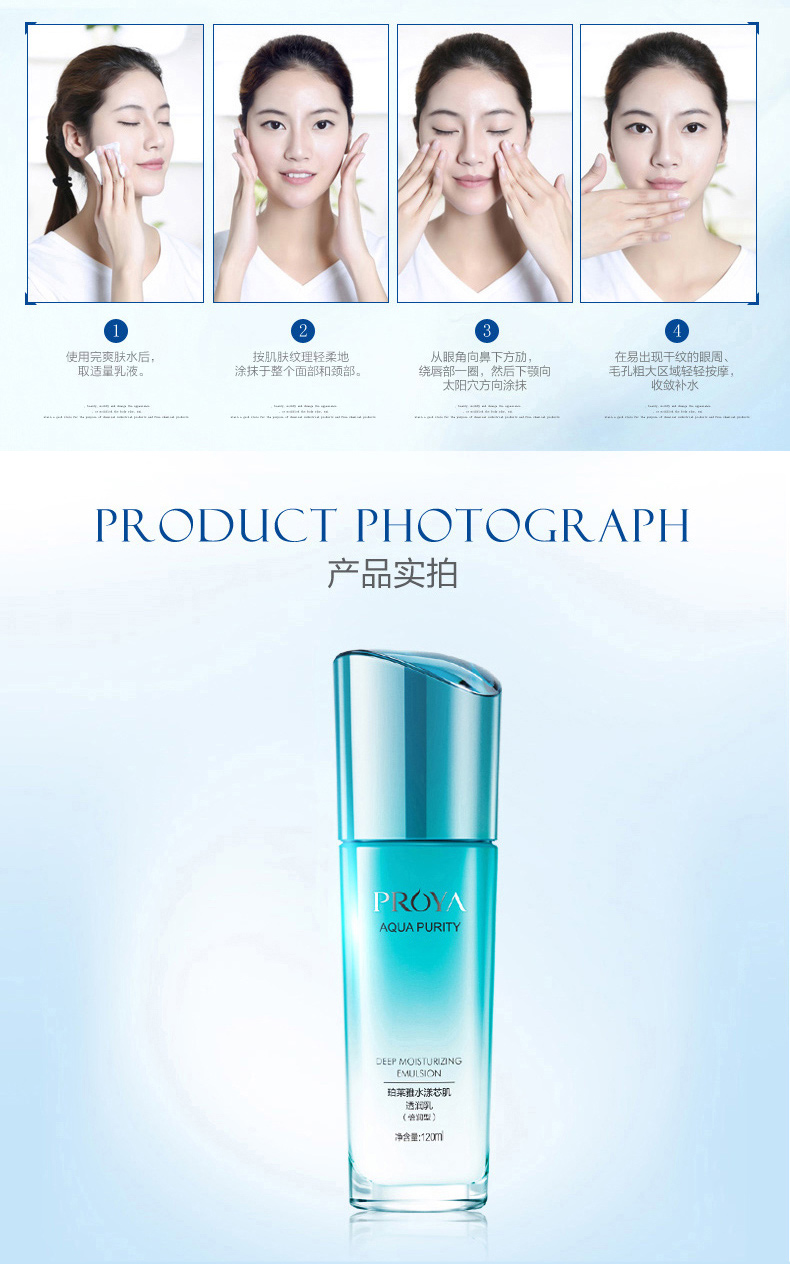 1
使用完爽肤水后，
取适量乳液。
2
按肌肤纹理轻柔地
涂抹于整个面部和颈部。
3
从眼角向鼻下方劢，
绕唇部一圈，然后下颚向
太阳穴方向涂抹
4
在易出现干纹的眼周、
毛孔粗大区域轻轻按摩，
收敛补水
PRODUCT PHOTOGRAPH
产品实拍
PROYA
AQUA PURITY
DEEP MOISTURIZING
EMULSION
珀莱雅水漾芯肌
透润乳
（倍润型）
净含量:120ml